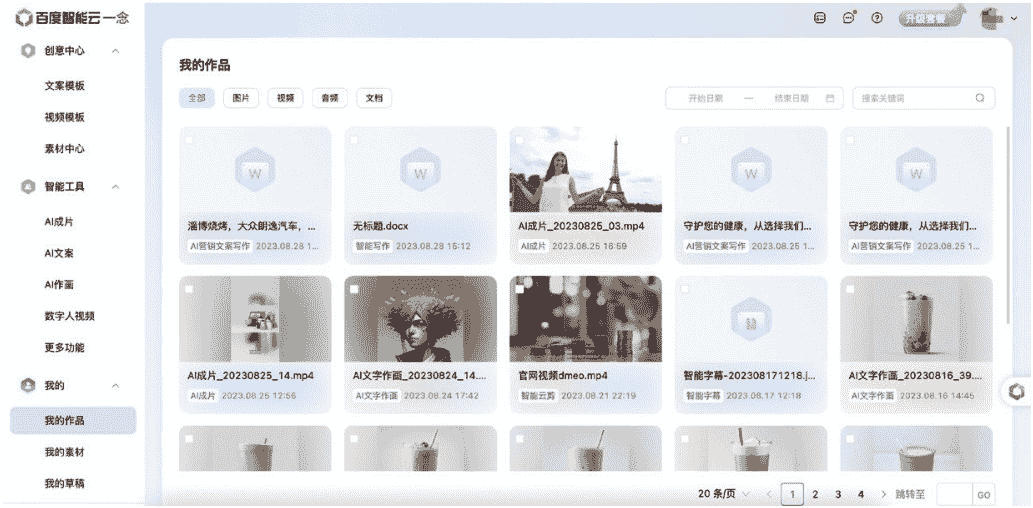 百度智能云一念
升级套餐
创意中心
文案模板
视频模板
素材中心
智能工具
AI成片
AI文案
AI作画
数字人视频
更多功能
我的
我的作品
我的素材
我的草稿
我的作品
全部 图片 视频 音频 文档
开始日期 — 结束日期 搜索关键词
淄博烧烤，大众朗逸汽车，...
AI营销文案写作 2023.08.28 1...
无标题.docx
智能写作 2023.08.28 15:12
AI成片_20230825_03.mp4
AI成片 2023.08.25 16:59
守护您的健康，从选择我们...
AI营销文案写作 2023.08.25 1...
守护您的健康，从选择我们...
AI营销文案写作 2023.08.25 1...
AI成片_20230825_14.mp4
AI成片 2023.08.25 12:56
AI文字作画_20230824_14....
AI文字作画 2023.08.24 17:42
官网视频dmeo.mp4
智能云剪 2023.08.21 22:19
智能字幕-202308171218.j...
智能字幕 2023.08.17 12:18
AI文字作画_20230816_39....
AI文字作画 2023.08.16 14:45
20 条/页 1 2 3 4 跳转至 GO